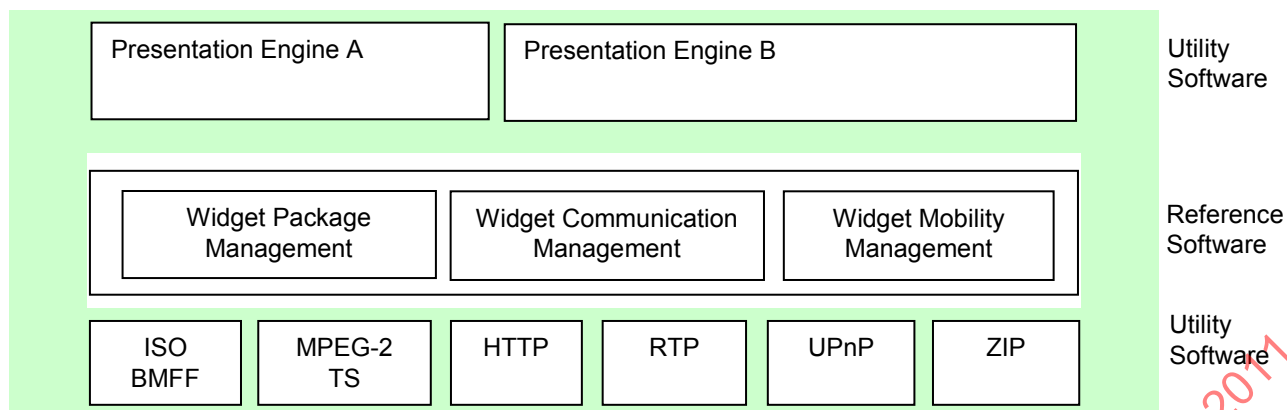 Presentation Engine A
Presentation Engine B
Utility
Software
Widget Package
Management
Widget Communication
Management
Widget Mobility
Management
Reference
Software
ISO
BMFF
MPEG-2
TS
HTTP
RTP
UPnP
ZIP
Utility
Software
2011